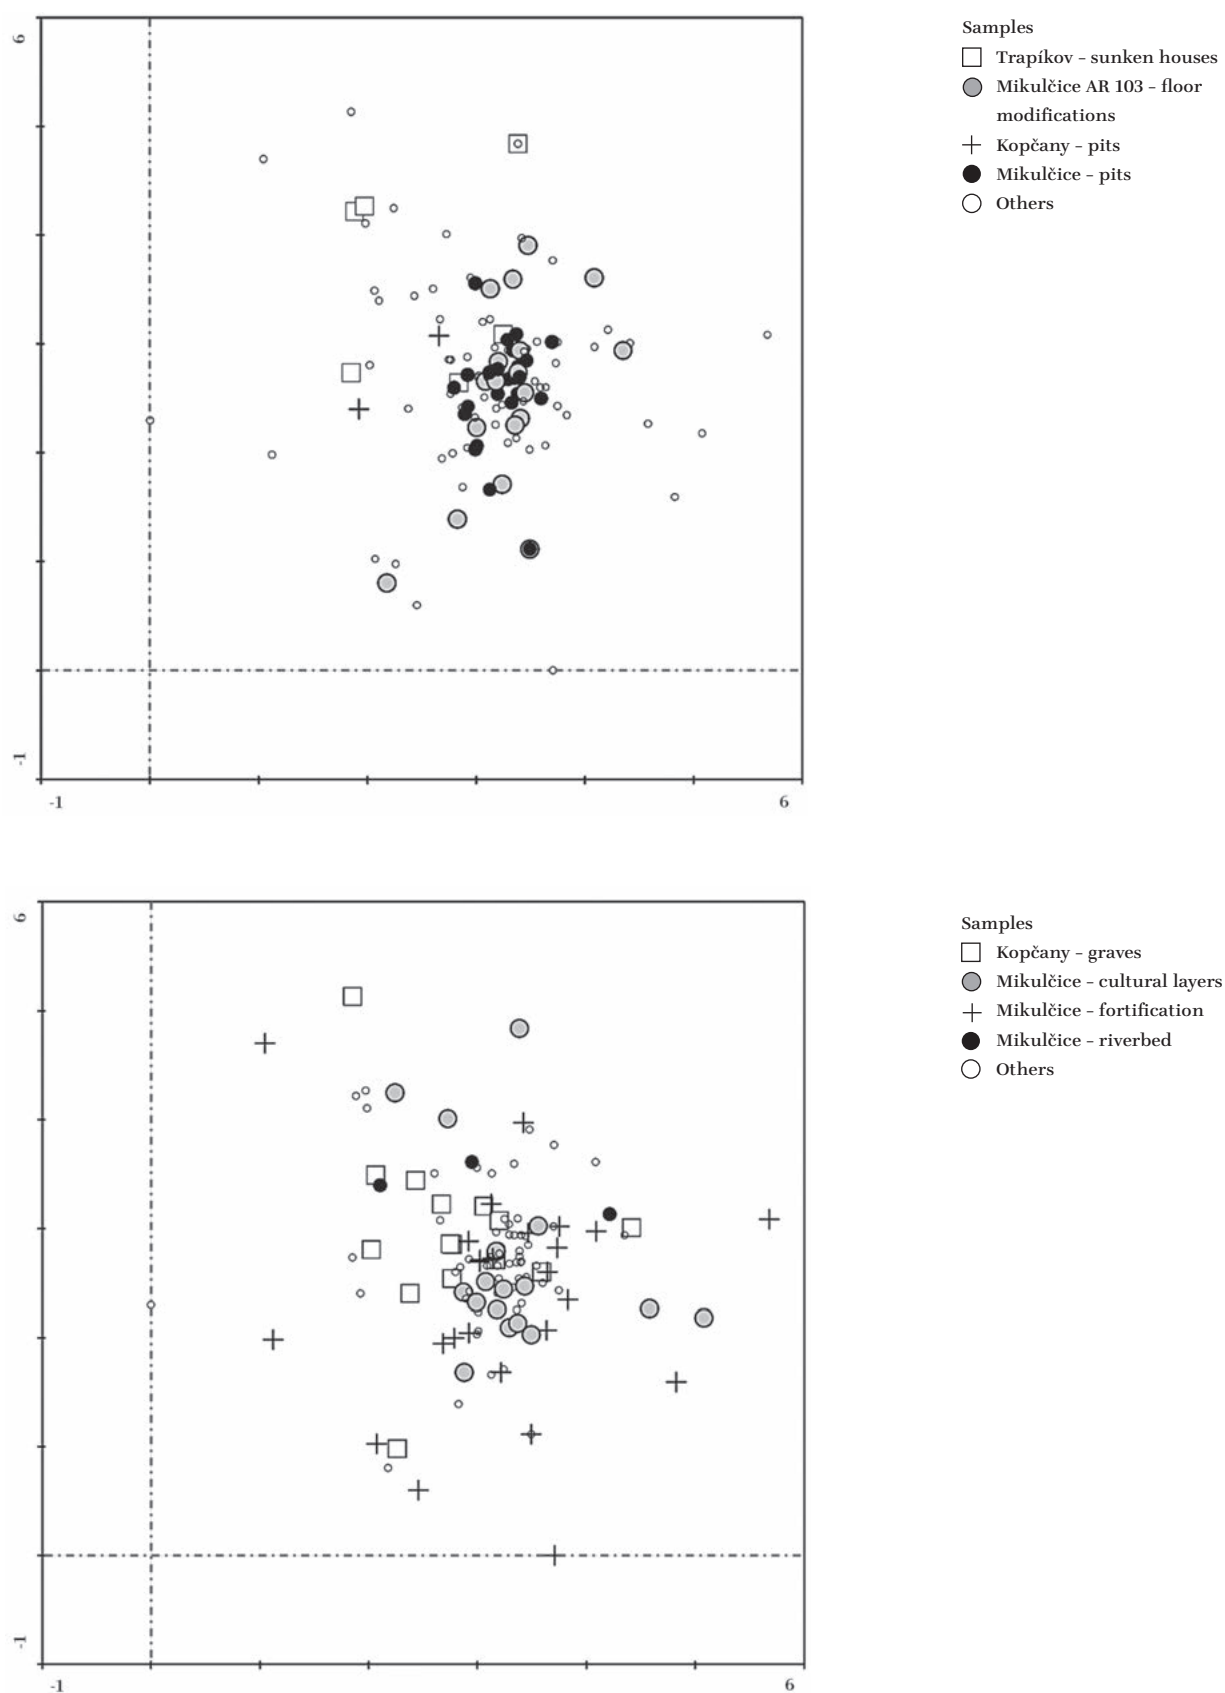 6
-1
-1
6
Samples
Trapíkov – sunken houses
Mikulčice AR 103 – floor
modifications
Kopčany – pits
Mikulčice – pits
Others
6
-1
-1
6
Samples
Kopčany – graves
Mikulčice – cultural layers
Mikulčice – fortification
Mikulčice – riverbed
Others